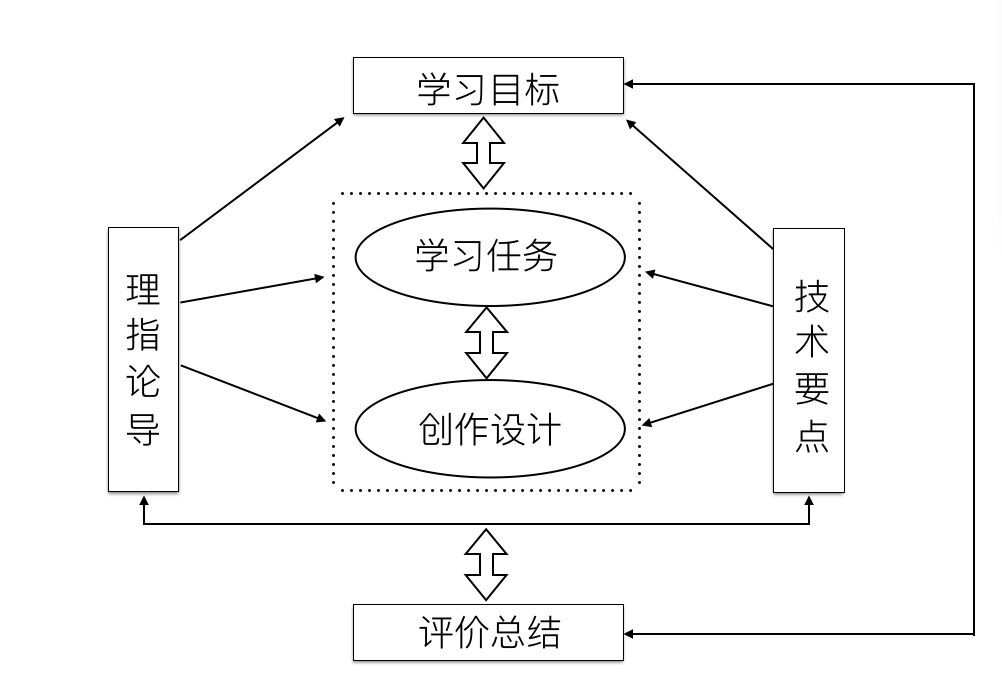 学习目标
学习任务
理指论导
技术要点
创作设计
评价总结